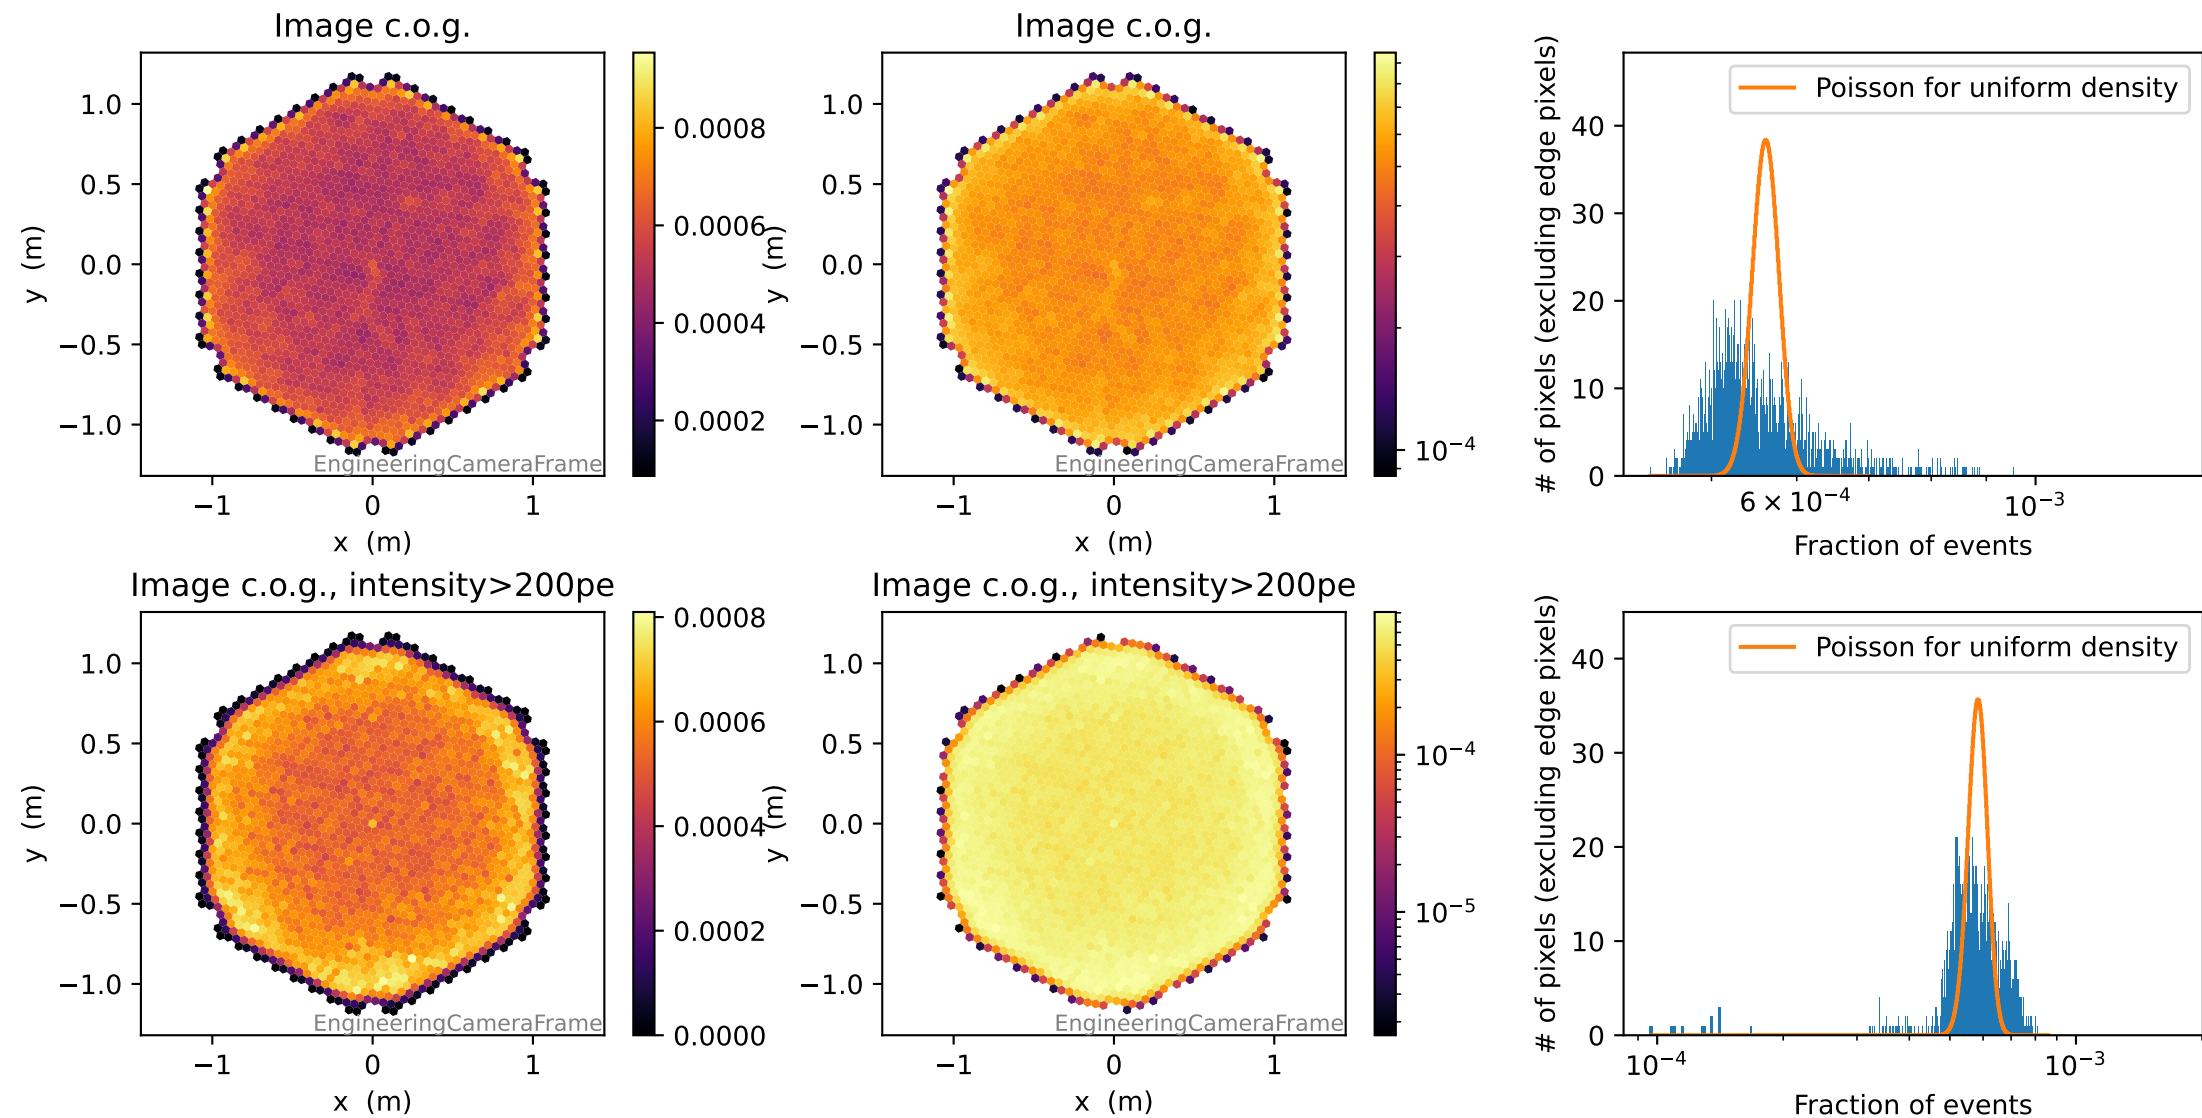 Image c.o.g.
1.0
0.5
0.0
−0.5
−1.0
y (m)
−1
0
1
x (m)
EngineeringCameraFrame
0.0008
0.0006
0.0004
0.0002
Image c.o.g.
1.0
0.5
0.0
−0.5
−1.0
y (m)
−1
0
1
x (m)
EngineeringCameraFrame
10⁻⁴
# of pixels (excluding edge pixels)
40
30
20
10
0
Poisson for uniform density
6 × 10⁻⁴
10⁻³
Fraction of events
Image c.o.g., intensity>200pe
1.0
0.5
0.0
−0.5
−1.0
y (m)
−1
0
1
x (m)
EngineeringCameraFrame
0.0008
0.0006
0.0004
0.0002
0.0000
Image c.o.g., intensity>200pe
1.0
0.5
0.0
−0.5
−1.0
y (m)
−1
0
1
x (m)
EngineeringCameraFrame
10⁻⁴
10⁻⁵
# of pixels (excluding edge pixels)
40
30
20
10
0
Poisson for uniform density
10⁻⁴
10⁻³
Fraction of events